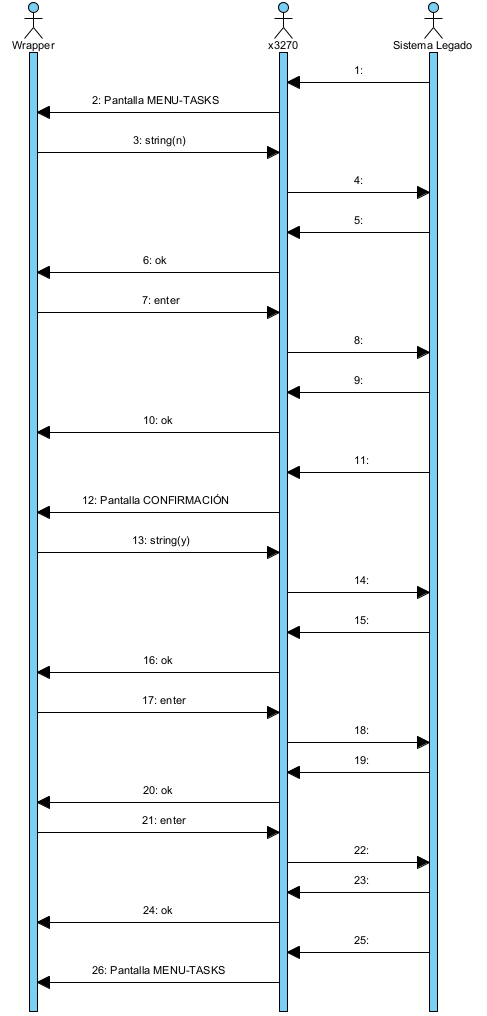 Wrapper
x3270
Sistema Legado
1:
2: Pantalla MENU-TASKS
3: string(n)
4:
5:
6: ok
7: enter
8:
9:
10: ok
11:
12: Pantalla CONFIRMACIÓN
13: string(y)
14:
15:
16: ok
17: enter
18:
19:
20: ok
21: enter
22:
23:
24: ok
25:
26: Pantalla MENU-TASKS